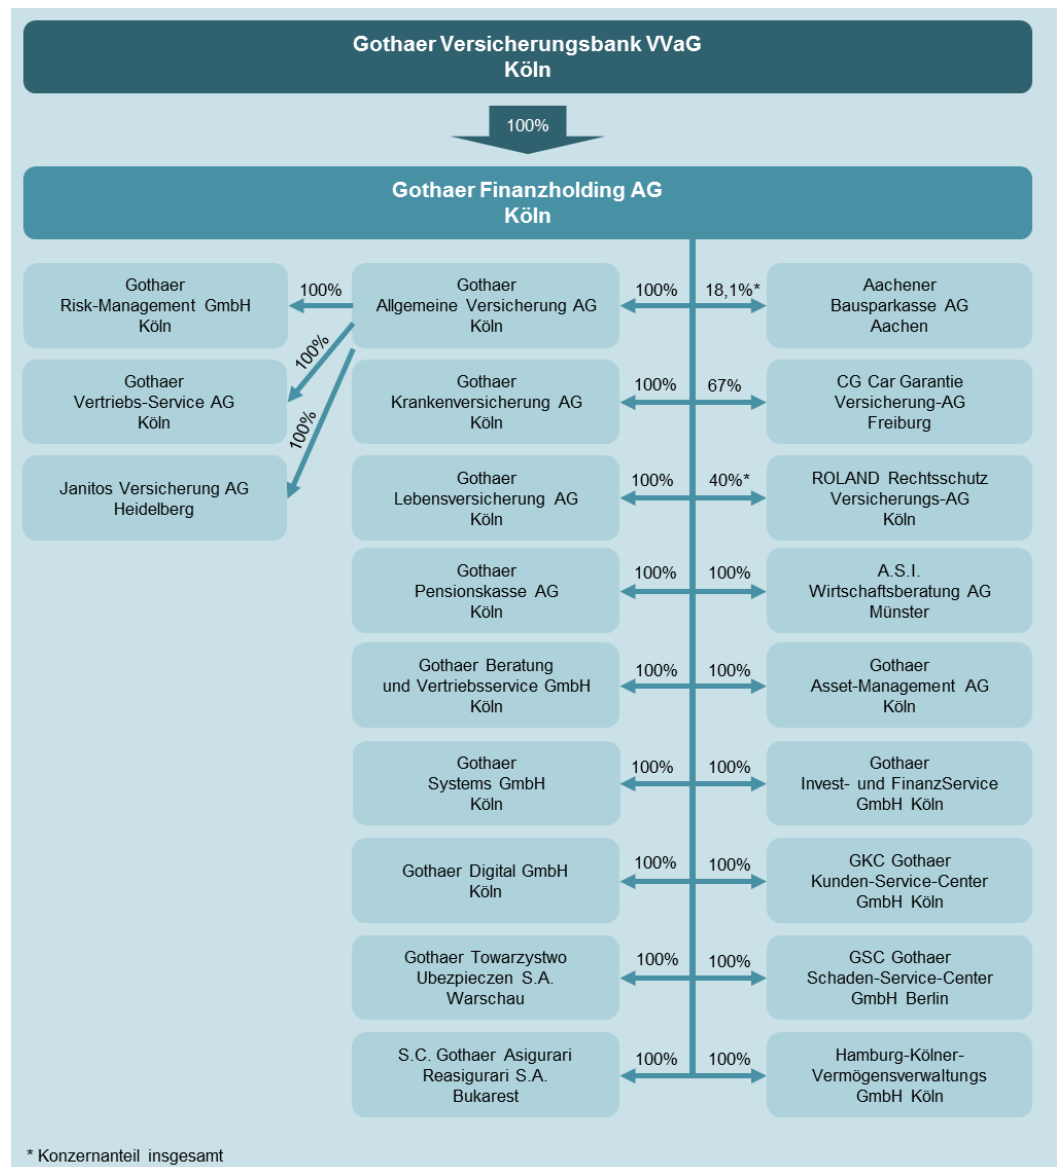 Gothaer Versicherungsbank VVaG
Köln
100%
Gothaer Finanzholding AG
Köln
Gothaer
Risk-Management GmbH
Köln
100%
Gothaer
Allgemeine Versicherung AG
Köln
100%
18,1%*
Aachener
Bausparkasse AG
Aachen
100%
Gothaer
Vertriebs-Service AG
Köln
Gothaer
Krankenversicherung AG
Köln
100%
67%
CG Car Garantie
Versicherung-AG
Freiburg
100%
Janitos Versicherung AG
Heidelberg
Gothaer
Lebensversicherung AG
Köln
100%
40%*
ROLAND Rechtsschutz
Versicherungs-AG
Köln
Gothaer
Pensionskasse AG
Köln
100%
100%
A.S.I.
Wirtschaftsberatung AG
Münster
Gothaer Beratung
und Vertriebsservice GmbH
Köln
100%
100%
Gothaer
Asset-Management AG
Köln
Gothaer
Systems GmbH
Köln
100%
100%
Gothaer
Invest- und FinanzService
GmbH Köln
Gothaer Digital GmbH
Köln
100%
100%
GKC Gothaer
Kunden-Service-Center
GmbH Köln
Gothaer Towarzystwo
Ubezpieczen S.A.
Warschau
100%
100%
GSC Gothaer
Schaden-Service-Center
GmbH Berlin
S.C. Gothaer Asigurari
Reasigurari S.A.
Bukarest
100%
100%
Hamburg-Kölner-
Vermögensverwaltungs
GmbH Köln
* Konzernanteil insgesamt